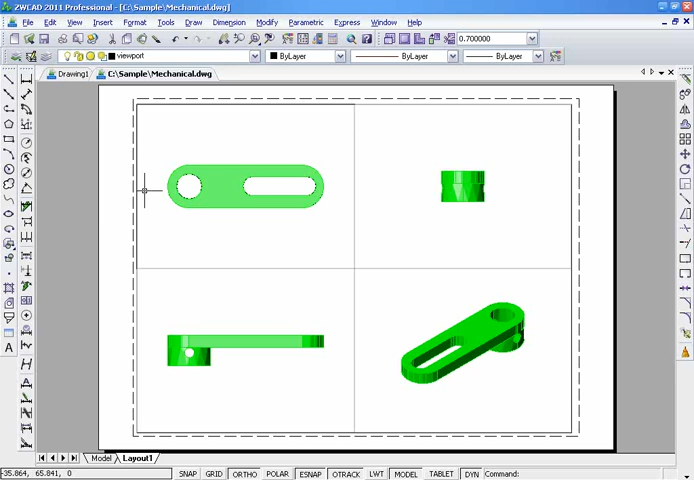 ZWCAD 2011 Professional - [C:\Sample\Mechanical.dwg]
File Edit View Insert Format Tools Draw Dimension Modify Parametric Express Window Help
0.700000
viewport ByLayer ByLayer ByLayer
Drawing1 C:\Sample\Mechanical.dwg
A
Model Layout1
-35.864, 65.841, 0 SNAP GRID ORTHO POLAR ESNAP OTRACK LWT MODEL TABLET DYN Command: